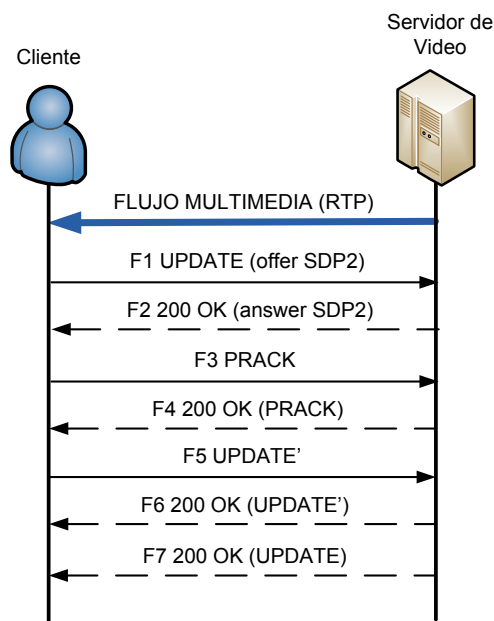 Servidor de
Video
Cliente
FLUJO MULTIMEDIA (RTP)
F1 UPDATE (offer SDP2)
F2 200 OK (answer SDP2)
F3 PRACK
F4 200 OK (PRACK)
F5 UPDATE’
F6 200 OK (UPDATE’)
F7 200 OK (UPDATE)